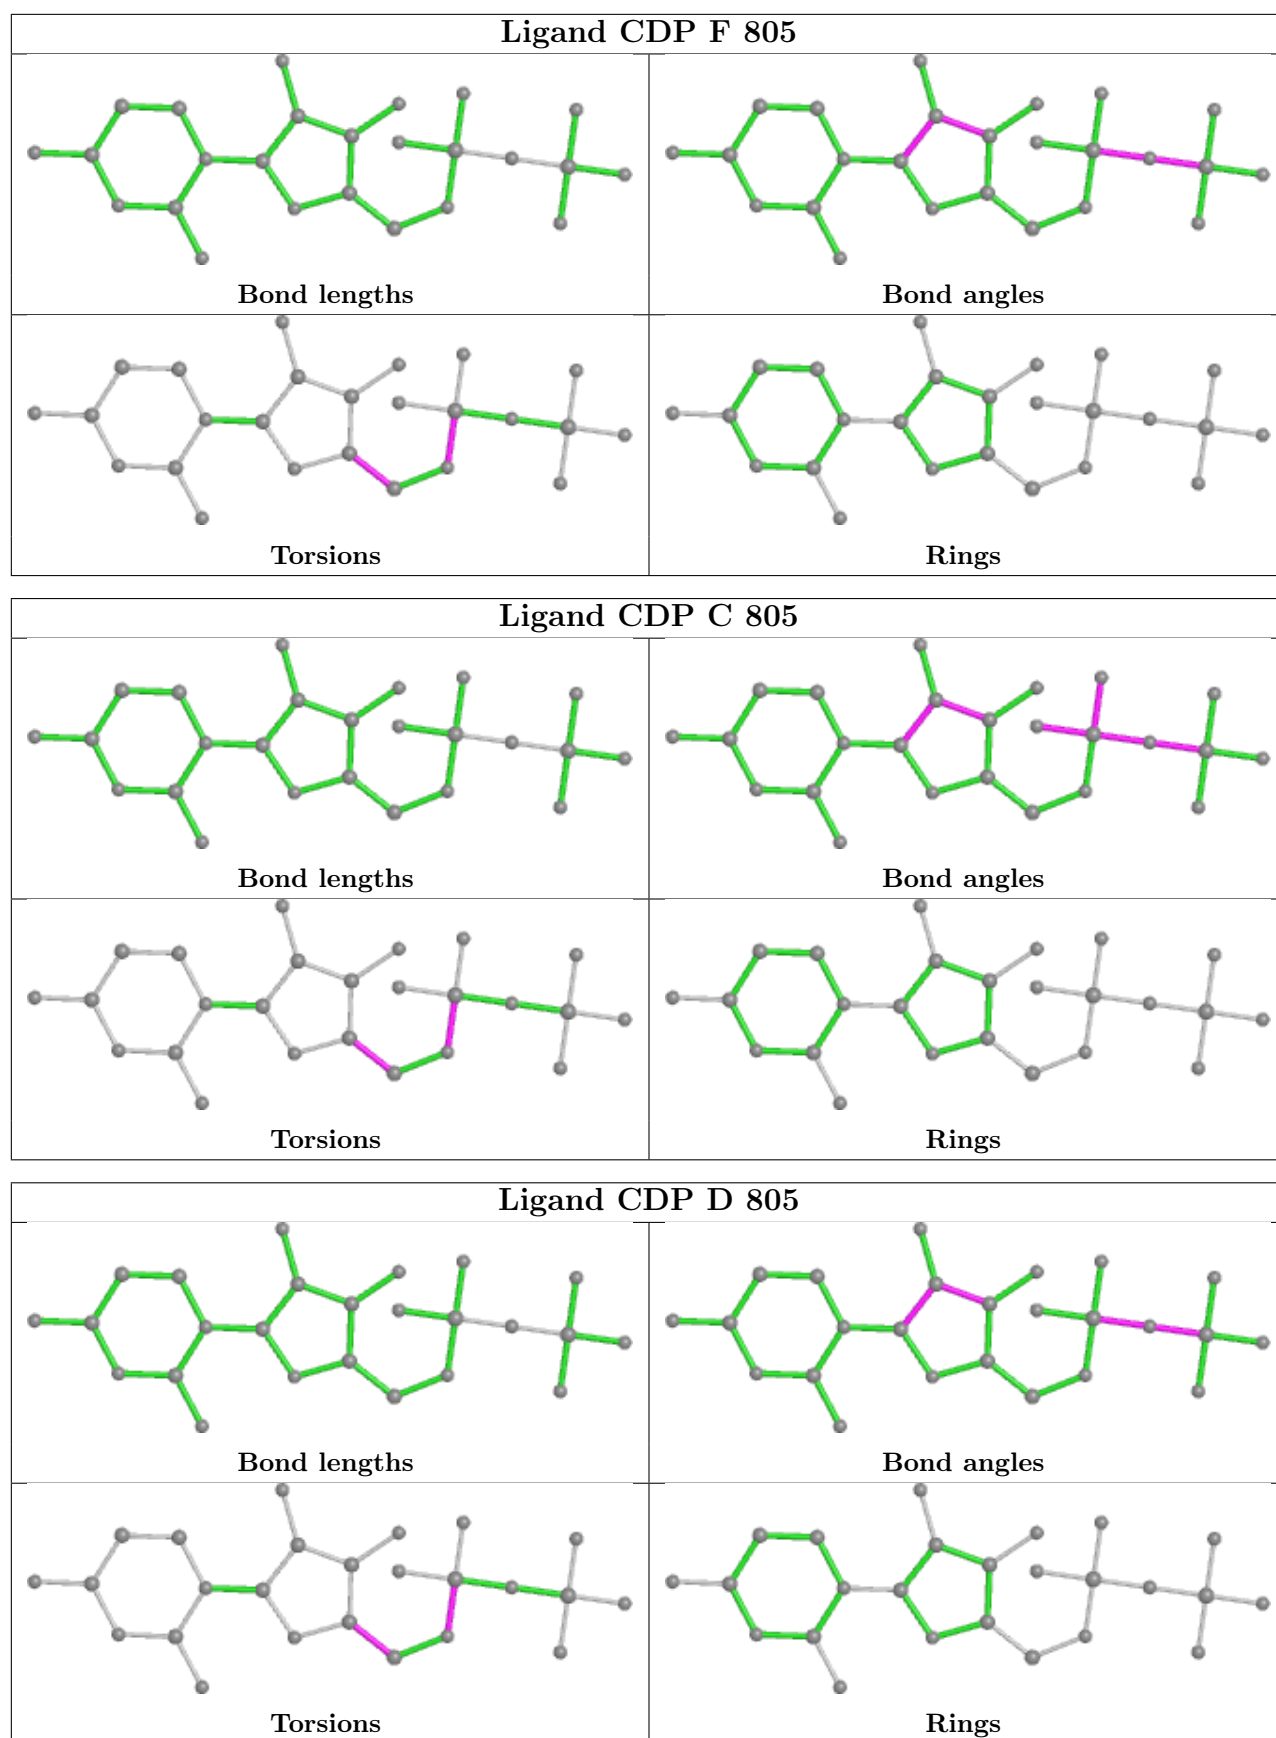 Ligand CDP F 805
Bond lengths
Bond angles
Torsions
Rings
Ligand CDP C 805
Bond lengths
Bond angles
Torsions
Rings
Ligand CDP D 805
Bond lengths
Bond angles
Torsions
Rings